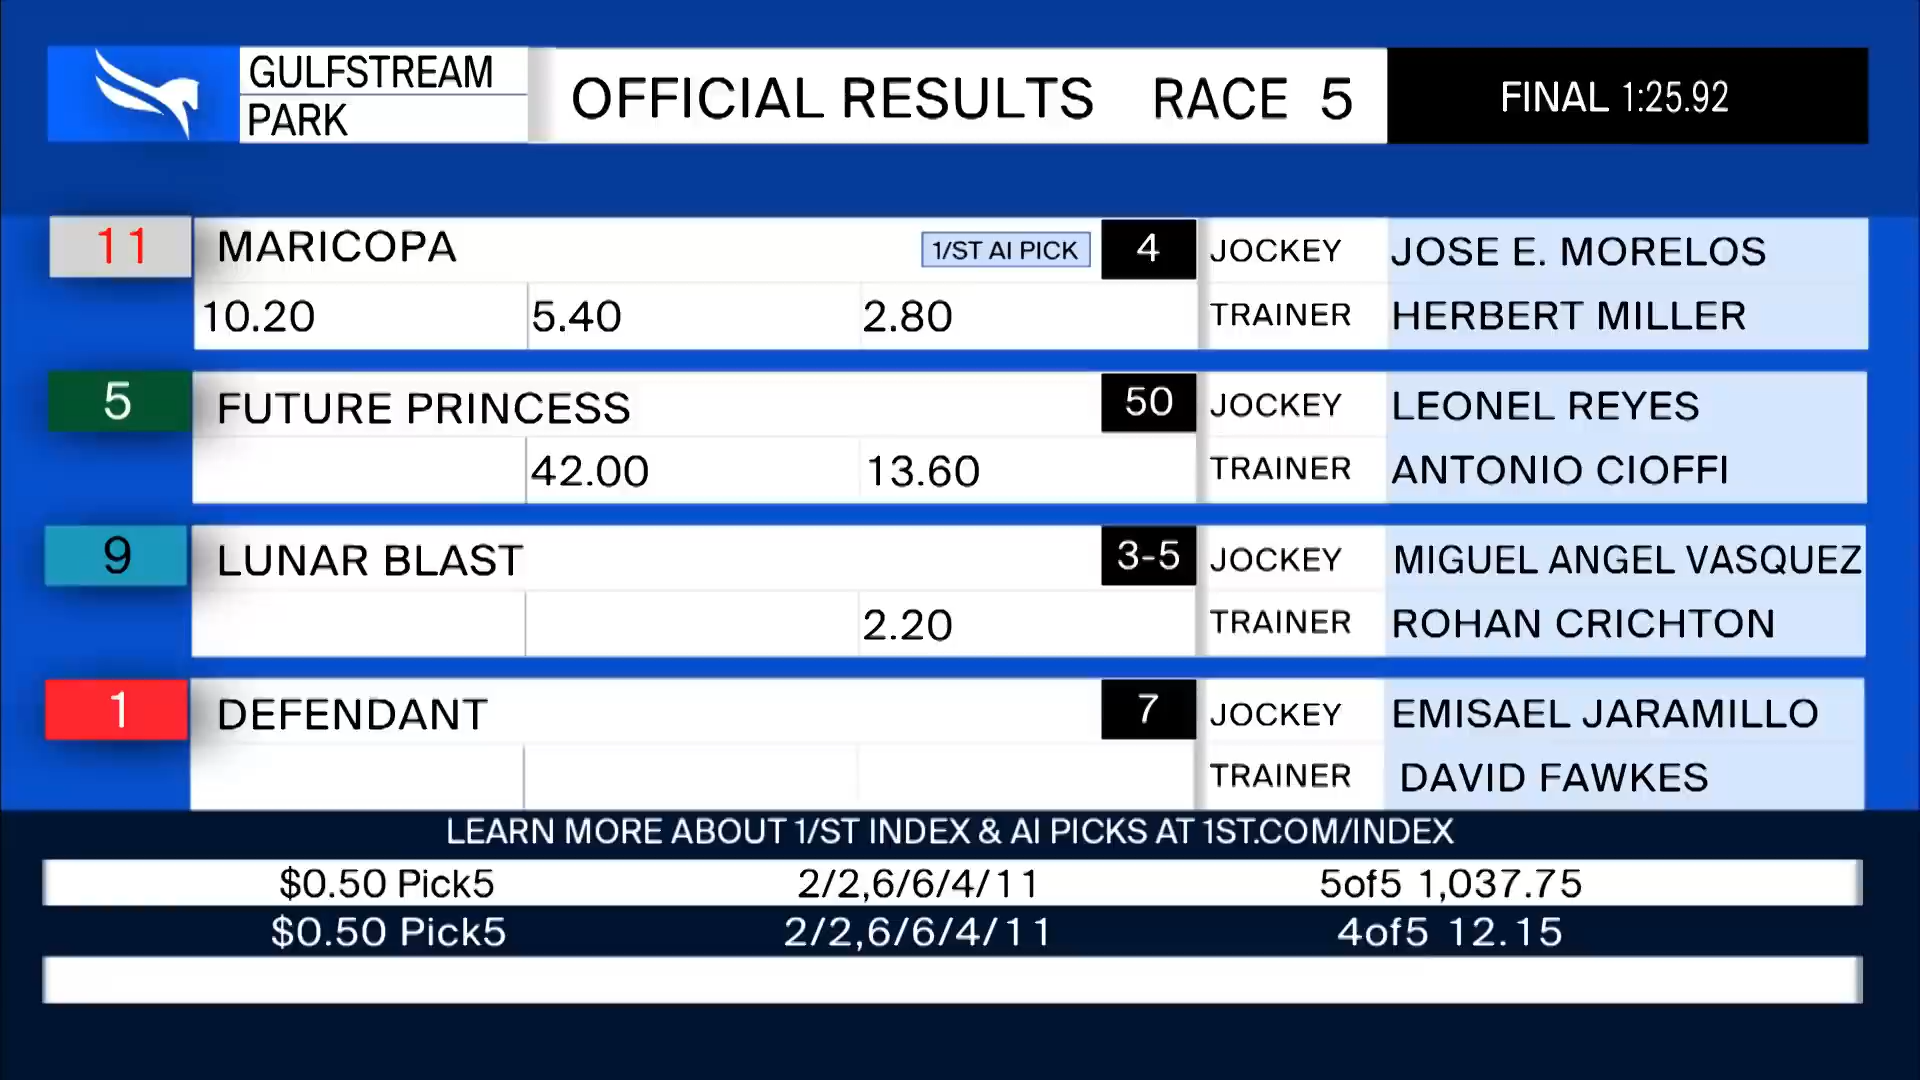 GULFSTREAM
PARK
OFFICIAL RESULTS RACE 5
FINAL 1:25.92
11 MARICOPA 1/ST AI PICK 4 JOCKEY JOSE E. MORELOS
10.20 5.40 2.80 TRAINER HERBERT MILLER
5 FUTURE PRINCESS 50 JOCKEY LEONEL REYES
42.00 13.60 TRAINER ANTONIO CIOFFI
9 LUNAR BLAST 3-5 JOCKEY MIGUEL ANGEL VASQUEZ
2.20 TRAINER ROHAN CRICHTON
1 DEFENDANT 7 JOCKEY EMISAEL JARAMILLO
TRAINER DAVID FAWKES
LEARN MORE ABOUT 1/ST INDEX & AI PICKS AT 1ST.COM/INDEX
$0.50 Pick5 2/2,6/6/4/11 5of5 1,037.75
$0.50 Pick5 2/2,6/6/4/11 4of5 12.15